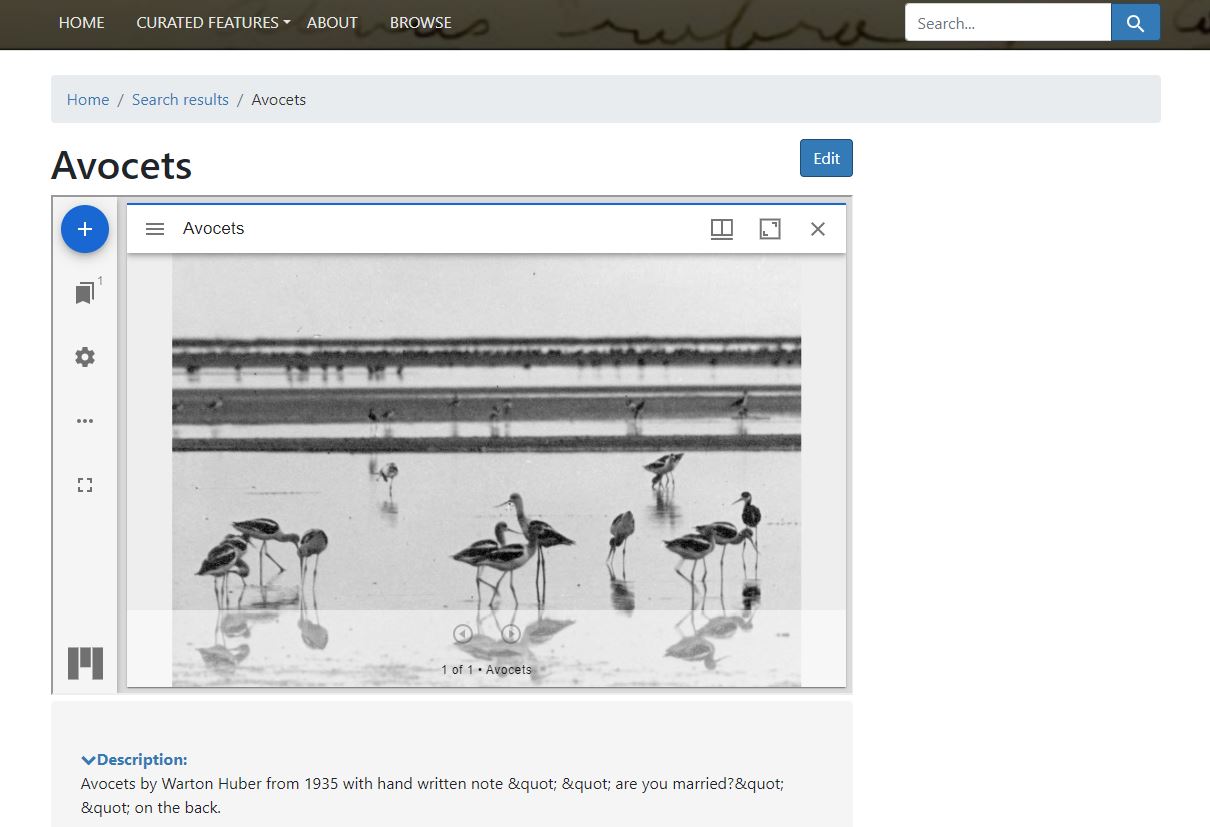 HOME CURATED FEATURES ABOUT BROWSE Search...
Home / Search results / Avocets
Avocets Edit
Avocets
1
1 of 1 • Avocets
Description:
Avocets by Warton Huber from 1935 with hand written note &quot; &quot; are you married?&quot;
&quot; on the back.